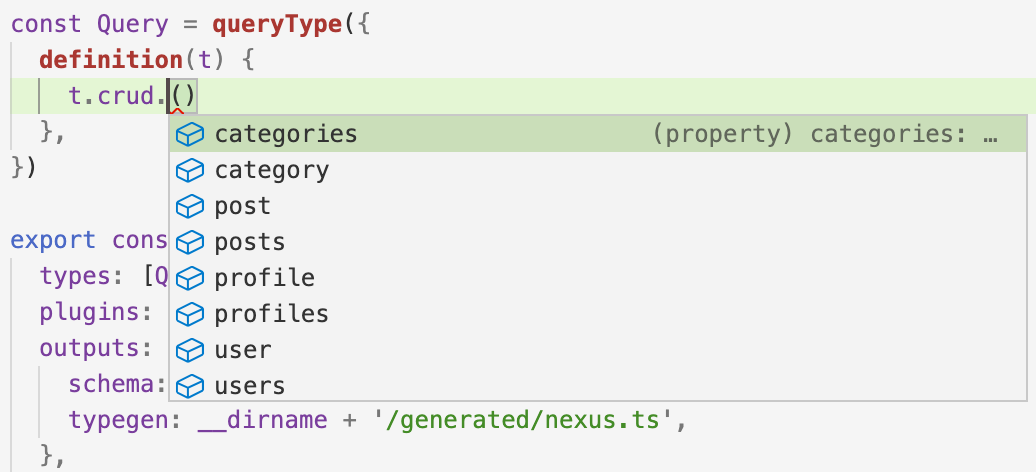 const Query = queryType({
  definition(t) {
    t.crud.()
  },
categories (property) categories: …
})
category
post
export cons
posts
  types: [Q
profile
  plugins:
profiles
  outputs:
user
    schema:
users
    typegen: __dirname + '/generated/nexus.ts',
  },